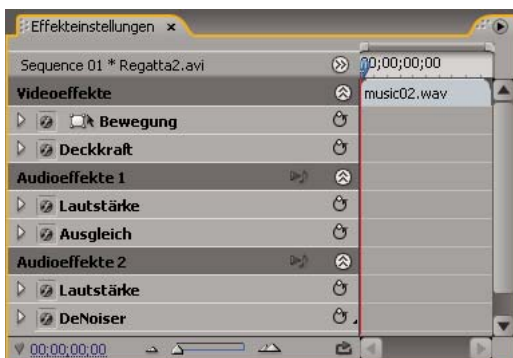 Effekteinstellungen x
Sequence 01 * Regatta2.avi
00;00;00;00
Videoeffekte
music02.wav
Bewegung
Deckkraft
Audioeffekte 1
Lautstärke
Ausgleich
Audioeffekte 2
Lautstärke
DeNoiser
00;00;00;00